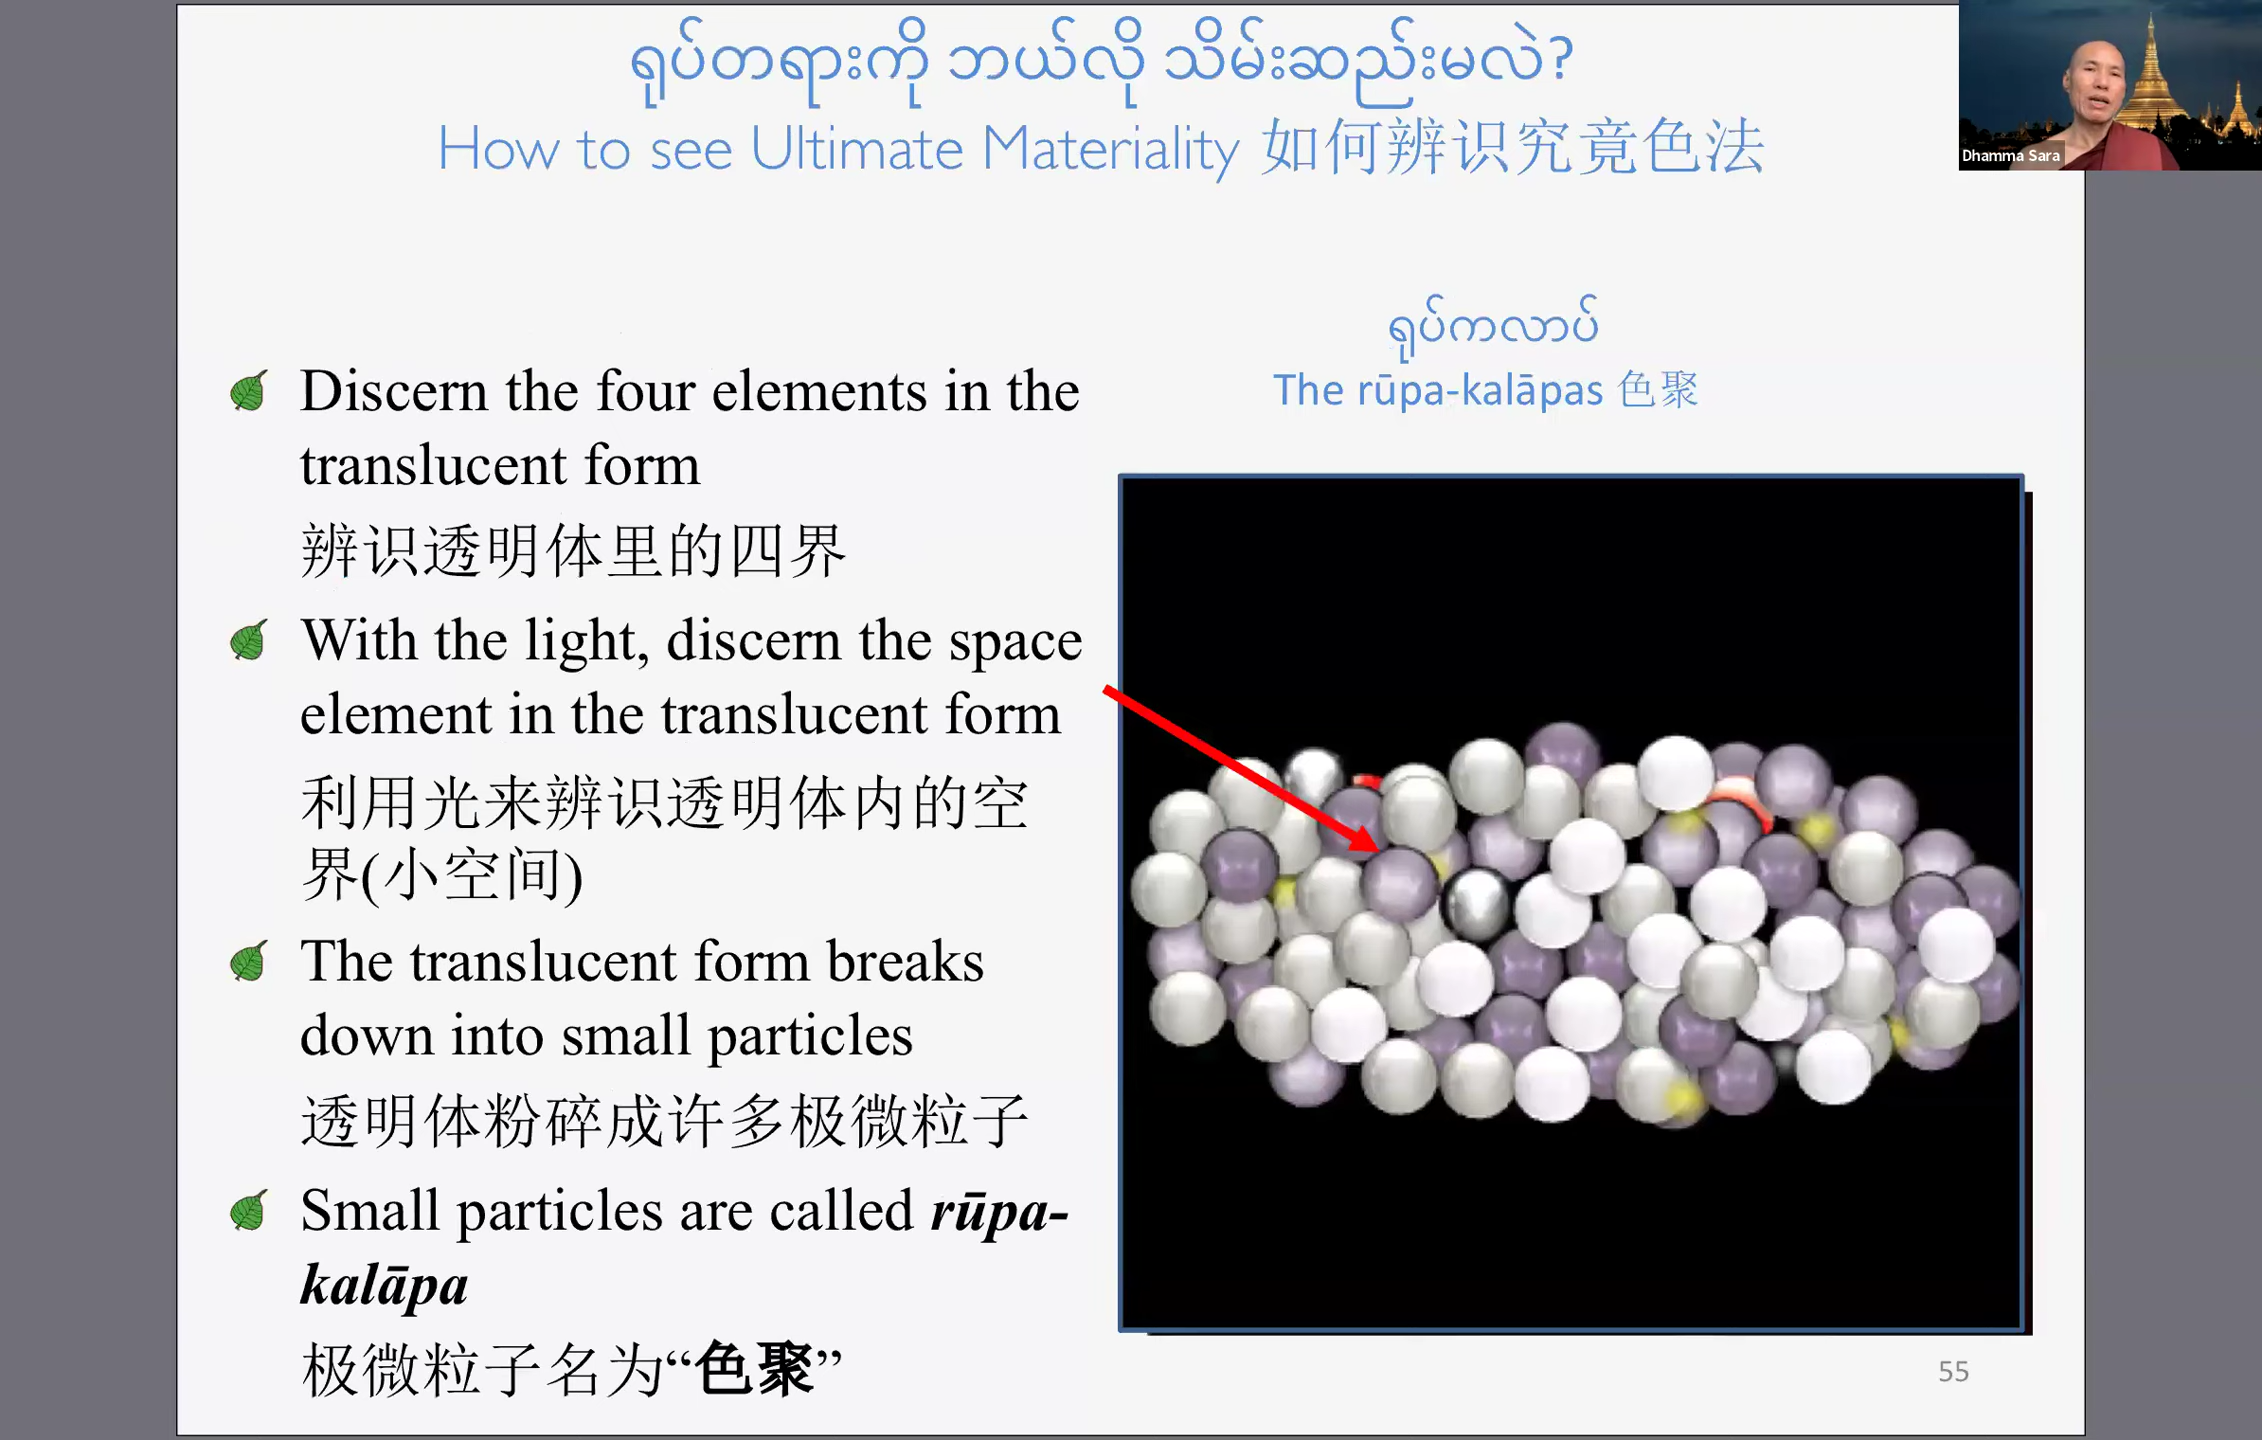 ရုပ်တရားကို ဘယ်လို သိမ်းဆည်းမလဲ?
How to see Ultimate Materiality 如何辨识究竟色法
Dhamma Sara
Discern the four elements in the
translucent form
辨识透明体里的四界
With the light, discern the space
element in the translucent form
利用光来辨识透明体内的空
界(小空间)
The translucent form breaks
down into small particles
透明体粉碎成许多极微粒子
Small particles are called rūpa-
kalāpa
极微粒子名为“色聚”
ရုပ်ကလာပ်
The rūpa-kalāpas 色聚
55